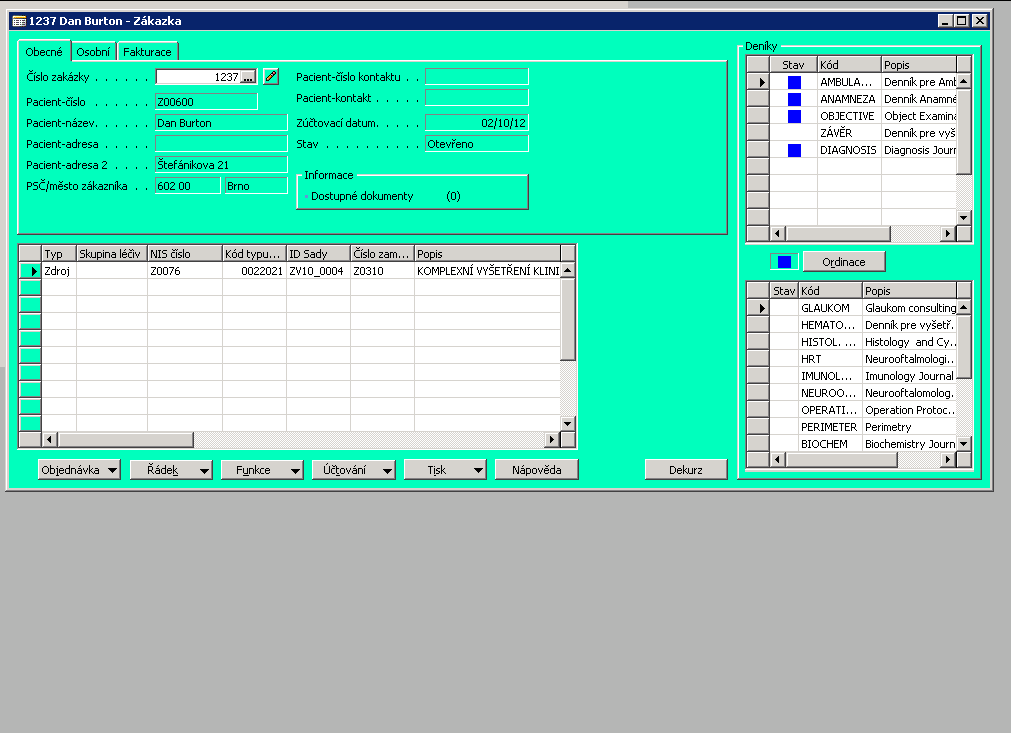 1237 Dan Burton - Zákazka
Obecné Osobní Fakturace
Číslo zakázky . . . . . . 1237 ...
Pacient-číslo . . . . . . Z00600
Pacient-název. . . . . . Dan Burton
Pacient-adresa . . . . .
Pacient-adresa 2 . . . . Štefánikova 21
PSČ/město zákazníka . . 602 00 Brno
Pacient-číslo kontaktu . .
Pacient-kontakt . . . . .
Zúčtovací datum. . . . . 02/10/12
Stav . . . . . . . . . . Otevřeno
Informace
Dostupné dokumenty (0)
Typ Skupina léčiv NIS číslo Kód typu... ID Sady Číslo zam... Popis
Zdroj Z0076 0022021 ZV10_0004 Z0310 KOMPLEXNÍ VYŠETŘENÍ KLINI
Objednávka Řádek Funkce Účtování Tisk Nápověda Dekurz
Deníky
Stav Kód Popis
AMBULA... Denník pre Amb
ANAMNEZA Denník Anamné
OBJECTIVE Object Examina
ZÁVĚR Denník pre vyš
DIAGNOSIS Diagnosis Journ
Ordinace
Stav Kód Popis
GLAUKOM Glaukom consulting
HEMATO... Denník pre vyšetř.
HISTOL. ... Histology and Cy..
HRT Neurooftalmologi..
IMUNOL... Imunology Journal
NEUROO... Neurooftalomolog.
OPERATI... Operation Protoc..
PERIMETER Perimetry
BIOCHEM Biochemistry Journ